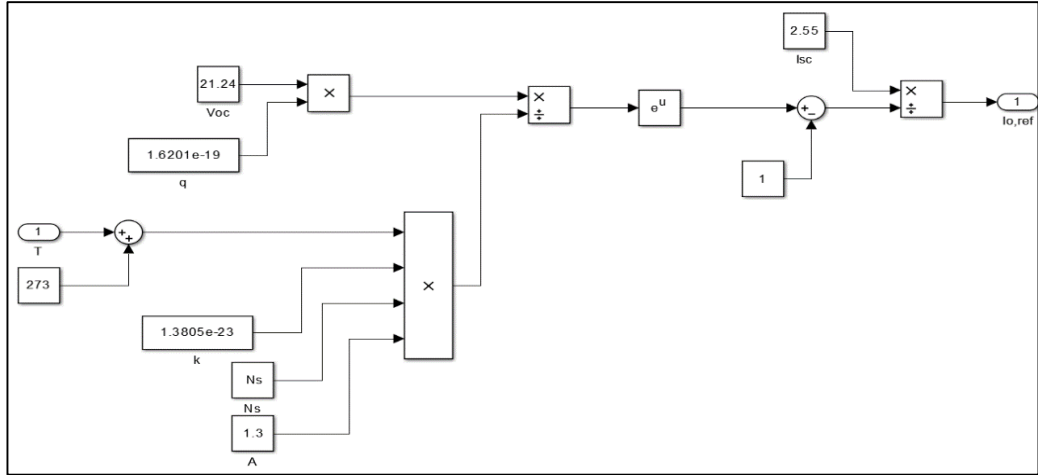 2.55
Isc
21.24
Voc
×
×
÷
e^u
+
−
×
÷
1
Io,ref
1.6201e-19
q
1
1
T
+
+
273
×
1.3805e-23
k
Ns
Ns
1.3
A